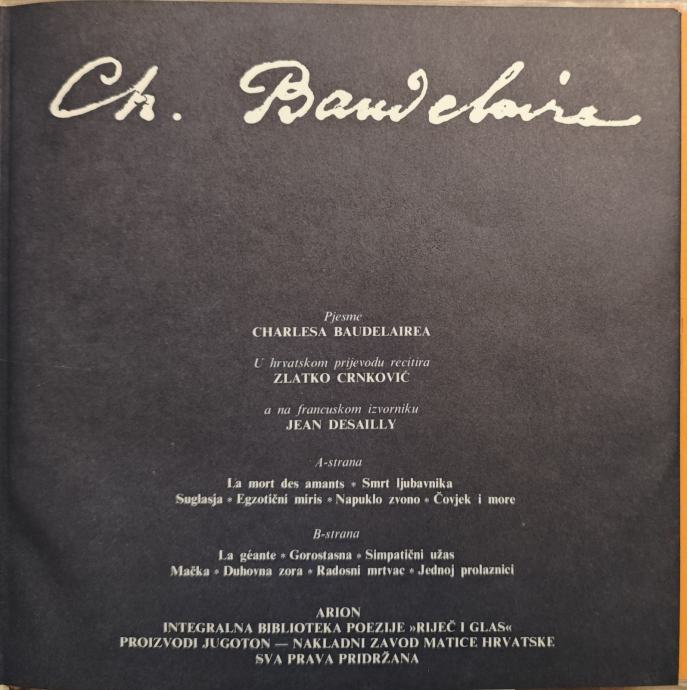 Ch. Baudelaire
Pjesme
CHARLESA BAUDELAIREA
U hrvatskom prijevodu recitira
ZLATKO CRNKOVIĆ
a na francuskom izvorniku
JEAN DESAILLY
A-strana
La mort des amants * Smrt ljubavnika
Suglasja * Egzotični miris * Napuklo zvono * Čovjek i more
B-strana
La géante * Gorostasna * Simpatični užas
Mačka * Duhovna zora * Radosni mrtvac * Jednoj prolaznici
ARION
INTEGRALNA BIBLIOTEKA POEZIJE »RIJEČ I GLAS«
PROIZVODI JUGOTON — NAKLADNI ZAVOD MATICE HRVATSKE
SVA PRAVA PRIDRŽANA